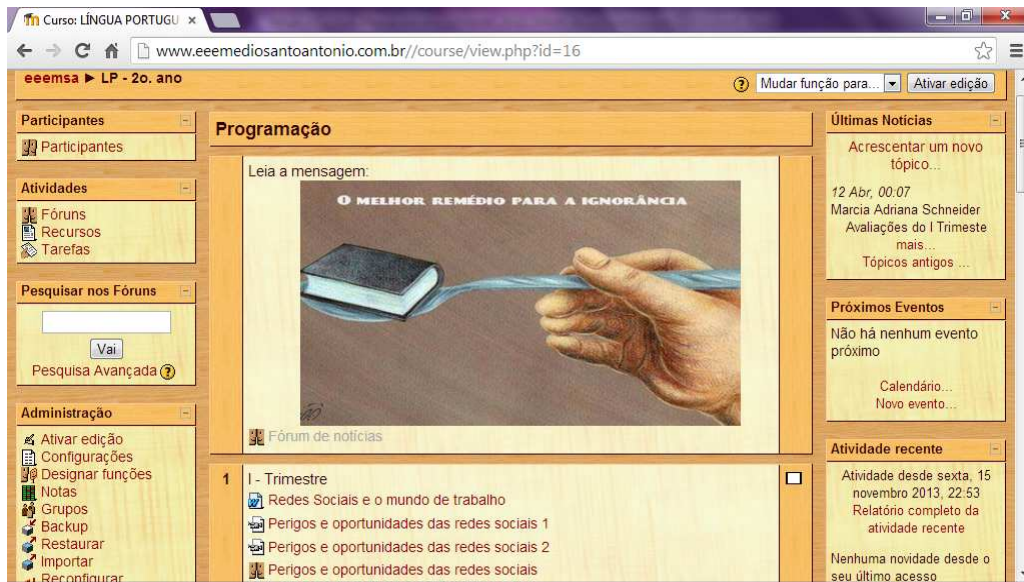 Curso: LÍNGUA PORTUGU
www.eeemediosantoantonio.com.br//course/view.php?id=16
eeemsa ► LP - 2o. ano
Mudar função para...
Ativar edição
Participantes
Participantes
Atividades
Fóruns
Recursos
Tarefas
Pesquisar nos Fóruns
Vai
Pesquisa Avançada
Administração
Ativar edição
Configurações
Designar funções
Notas
Grupos
Backup
Restaurar
Importar
Reconfigurar
Programação
Leia a mensagem:
O MELHOR REMÉDIO PARA A IGNORÂNCIA
Fórum de notícias
1
I - Trimestre
Redes Sociais e o mundo de trabalho
Perigos e oportunidades das redes sociais 1
Perigos e oportunidades das redes sociais 2
Perigos e oportunidades das redes sociais
Últimas Notícias
Acrescentar um novo
tópico...
12 Abr, 00:07
Marcia Adriana Schneider
Avaliações do I Trimeste
mais...
Tópicos antigos ...
Próximos Eventos
Não há nenhum evento
próximo
Calendário...
Novo evento...
Atividade recente
Atividade desde sexta, 15
novembro 2013, 22:53
Relatório completo da
atividade recente
Nenhuma novidade desde o
seu último acesso